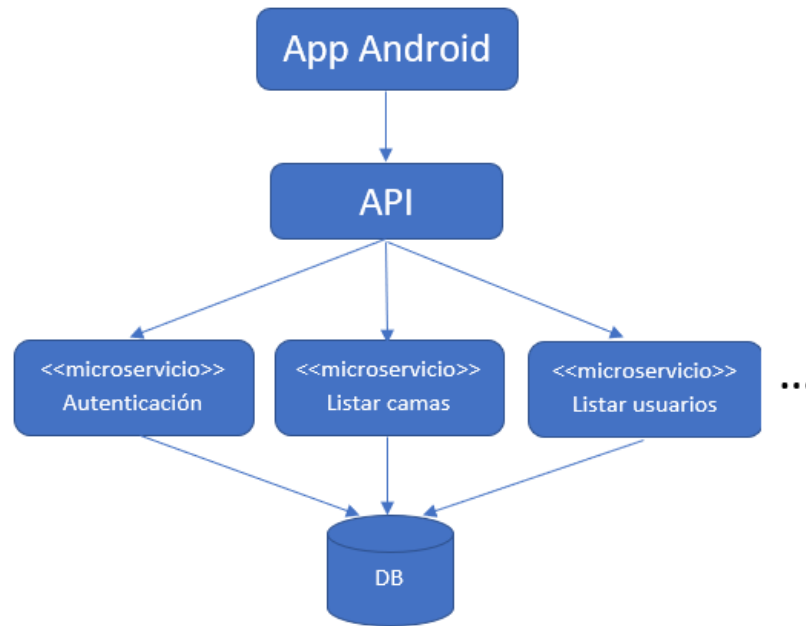 App Android
API
<<microservicio>>
Autenticación
<<microservicio>>
Listar camas
<<microservicio>>
Listar usuarios
...
DB